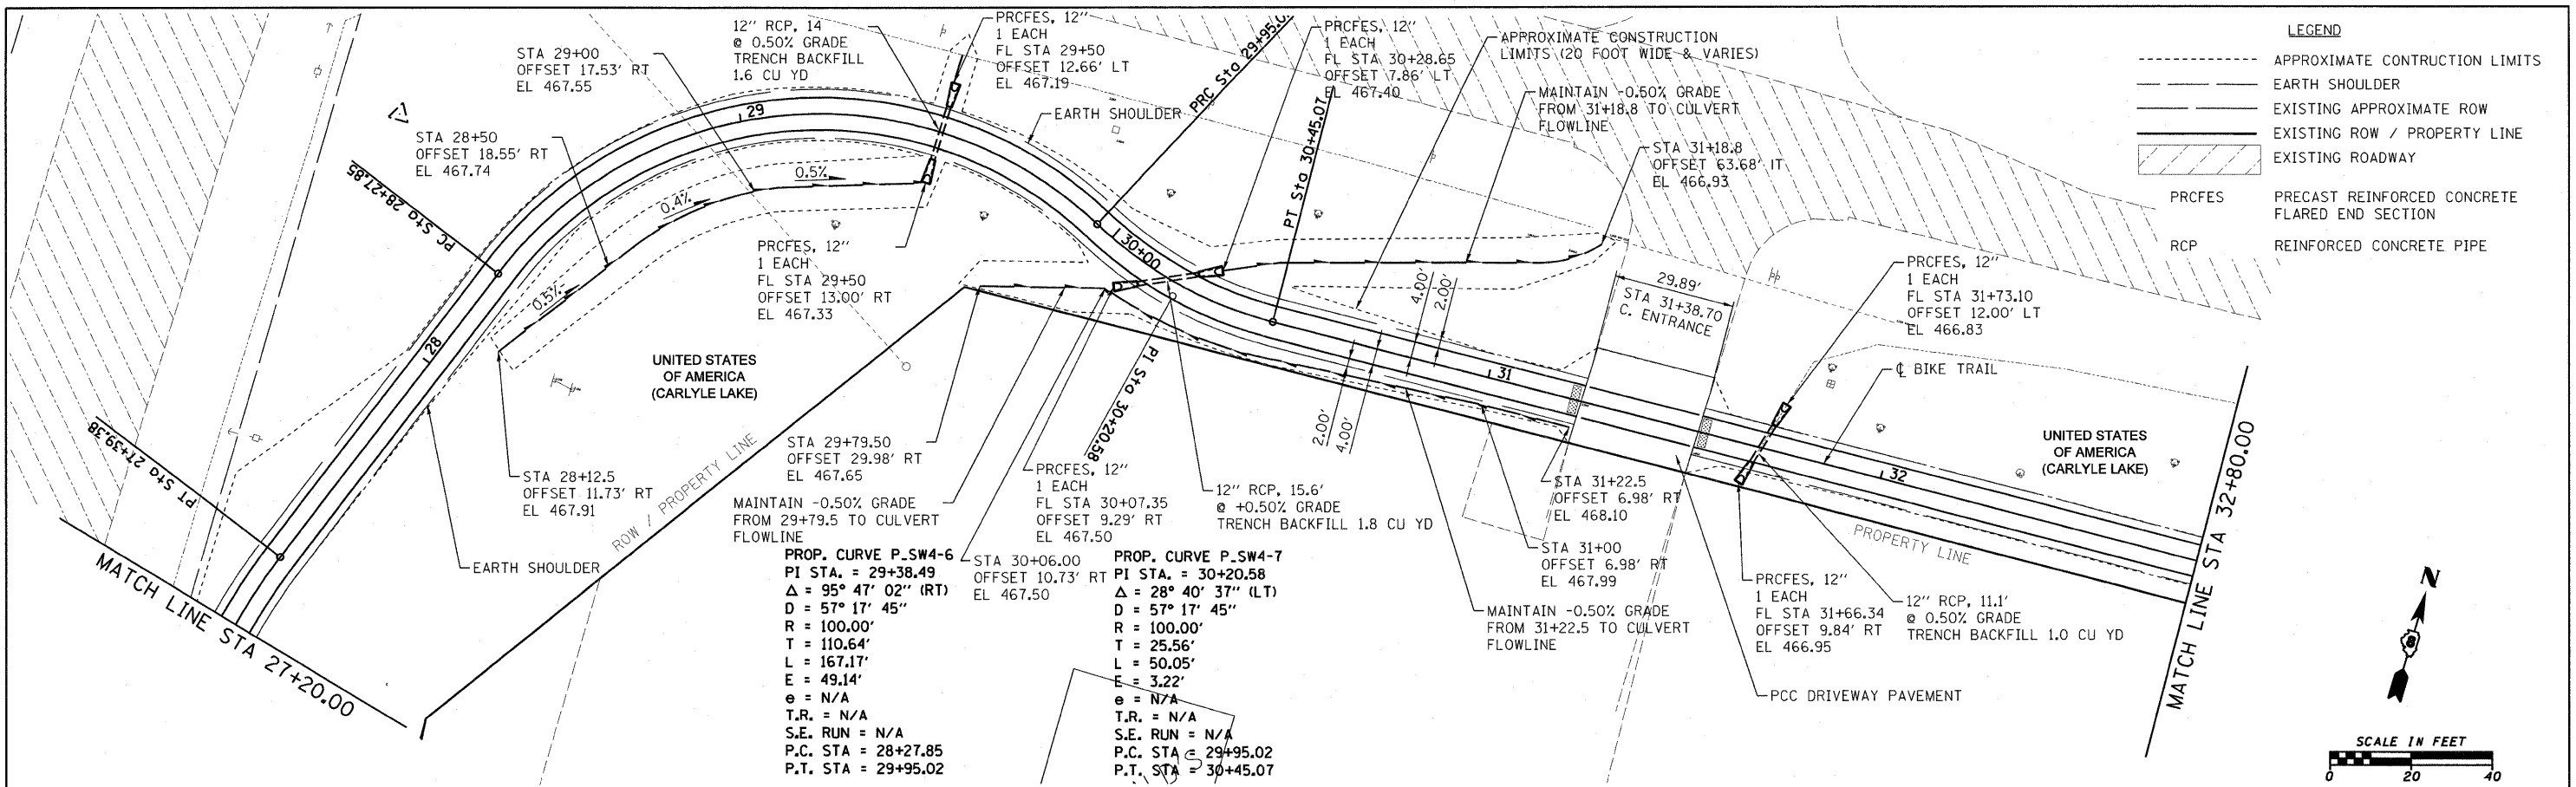 12" RCP, 14
@ 0.50% GRADE
TRENCH BACKFILL
1.6 CU YD
PRCFES, 12"
1 EACH
FL STA 29+50
OFFSET 12.66' LT
EL 467.19
PRC Sta 29+95.0
PRCFES, 12"
1 EACH
FL STA 30+28.65
OFFSET 7.86' LT
EL 467.40
APPROXIMATE CONSTRUCTION
LIMITS (20 FOOT WIDE & VARIES)
MAINTAIN -0.50% GRADE
FROM 31+18.8 TO CULVERT
FLOWLINE
STA 31+18.8
OFFSET 63.68' IT
EL 466.93
LEGEND
APPROXIMATE CONTRUCTION LIMITS
EARTH SHOULDER
EXISTING APPROXIMATE ROW
EXISTING ROW / PROPERTY LINE
EXISTING ROADWAY
PRCFES PRECAST REINFORCED CONCRETE
FLARED END SECTION
RCP REINFORCED CONCRETE PIPE
STA 29+00
OFFSET 17.53' RT
EL 467.55
STA 28+50
OFFSET 18.55' RT
EL 467.74
29
EARTH SHOULDER
PT Sta 30+45.07
PC Sta 28+27.85
0.5%
0.4%
0.5%
28
30+00
PRCFES, 12"
1 EACH
FL STA 29+50
OFFSET 13.00' RT
EL 467.33
4.00'
2.00'
29.89'
STA 31+38.70
C. ENTRANCE
PRCFES, 12"
1 EACH
FL STA 31+73.10
OFFSET 12.00' LT
EL 466.83
℄ BIKE TRAIL
31
32
UNITED STATES
OF AMERICA
(CARLYLE LAKE)
UNITED STATES
OF AMERICA
(CARLYLE LAKE)
PT Sta 27+39.38
PI Sta 30+20.58
2.00'
4.00'
STA 28+12.5
OFFSET 11.73' RT
EL 467.91
ROW / PROPERTY LINE
STA 29+79.50
OFFSET 29.98' RT
EL 467.65
MAINTAIN -0.50% GRADE
FROM 29+79.5 TO CULVERT
FLOWLINE
PRCFES, 12"
1 EACH
FL STA 30+07.35
OFFSET 9.29' RT
EL 467.50
12" RCP, 15.6'
@ +0.50% GRADE
TRENCH BACKFILL 1.8 CU YD
STA 31+22.5
OFFSET 6.98' RT
EL 468.10
STA 31+00
OFFSET 6.98' RT
EL 467.99
PROPERTY LINE
MATCH LINE STA 32+80.00
MATCH LINE STA 27+20.00
EARTH SHOULDER
STA 30+06.00
OFFSET 10.73' RT
EL 467.50
PROP. CURVE P_SW4-6
PI STA. = 29+38.49
Δ = 95° 47' 02" (RT)
D = 57° 17' 45"
R = 100.00'
T = 110.64'
L = 167.17'
E = 49.14'
e = N/A
T.R. = N/A
S.E. RUN = N/A
P.C. STA = 28+27.85
P.T. STA = 29+95.02
PROP. CURVE P_SW4-7
PI STA. = 30+20.58
Δ = 28° 40' 37" (LT)
D = 57° 17' 45"
R = 100.00'
T = 25.56'
L = 50.05'
E = 3.22'
e = N/A
T.R. = N/A
S.E. RUN = N/A
P.C. STA = 29+95.02
P.T. STA = 30+45.07
MAINTAIN -0.50% GRADE
FROM 31+22.5 TO CULVERT
FLOWLINE
PRCFES, 12"
1 EACH
FL STA 31+66.34
OFFSET 9.84' RT
EL 466.95
12" RCP, 11.1'
@ 0.50% GRADE
TRENCH BACKFILL 1.0 CU YD
PCC DRIVEWAY PAVEMENT
N
SCALE IN FEET
0 20 40